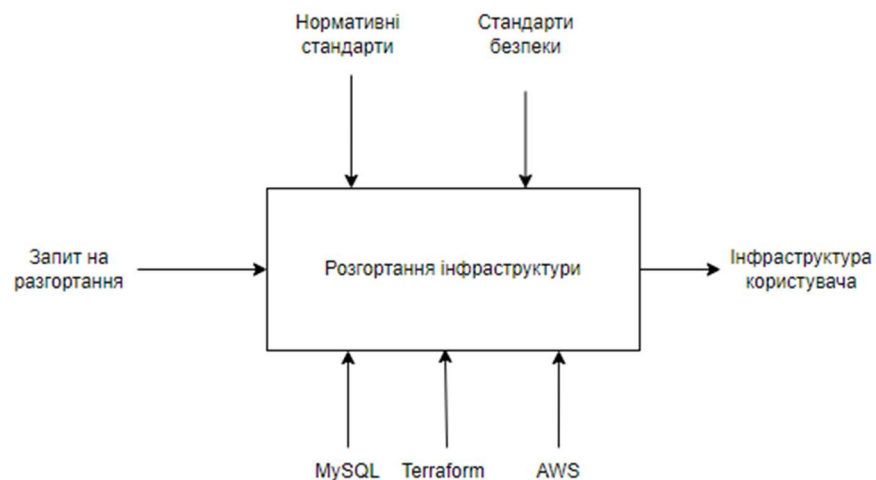 Нормативні
стандарти
Стандарти
безпеки
Запит на
разгортання
Розгортання інфраструктури
Інфраструктура
користувача
MySQL
Terraform
AWS